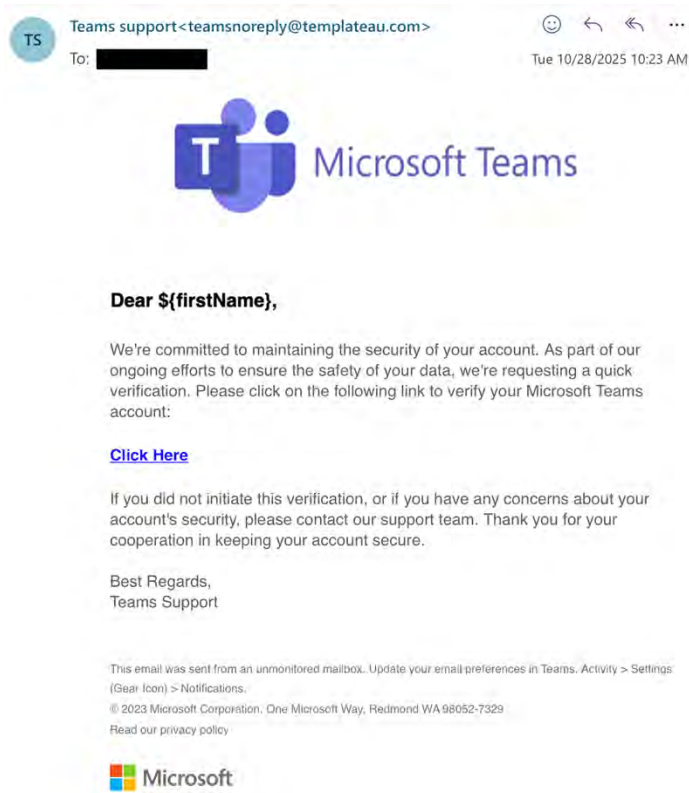 TS
Teams support<teamsnoreply@templateau.com>
To:
Tue 10/28/2025 10:23 AM
T
Microsoft Teams
Dear ${firstName},
We're committed to maintaining the security of your account. As part of our
ongoing efforts to ensure the safety of your data, we're requesting a quick
verification. Please click on the following link to verify your Microsoft Teams
account:
Click Here
If you did not initiate this verification, or if you have any concerns about your
account's security, please contact our support team. Thank you for your
cooperation in keeping your account secure.
Best Regards,
Teams Support
This email was sent from an unmonitored mailbox. Update your email preferences in Teams. Activity > Settings
(Gear Icon) > Notifications.
© 2023 Microsoft Corporation. One Microsoft Way, Redmond WA 98052-7329
Read our privacy policy
Microsoft